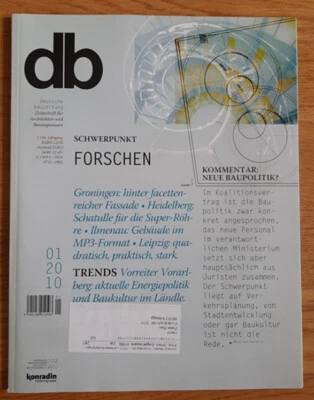 db
deutsche
bauzeitung
Zeitschrift für
Architekten und
Bauingenieure
SCHWERPUNKT
FORSCHEN
Groningen: hinter facetten-
reicher Fassade • Heidelberg:
Schatulle für die Super-Röh-
re • Ilmenau: Gebäude im
MP3-Format • Leipzig: qua-
dratisch, praktisch, stark.
TRENDS Vorreiter Vorarl-
berg: aktuelle Energiepolitik
und Baukultur im Ländle.
01
20
10
KOMMENTAR:
NEUE BAUPOLITIK?
Im Koalitionsver-
trag ist die Bau-
politik zwar kon-
kret angesprochen,
das neue Personal
im verantwort-
lichen Ministerium
setzt sich aber
hauptsächlich aus
Juristen zusammen.
Der Schwerpunkt
liegt auf Ver-
kehrsplanung, von
Stadtentwicklung
oder gar Baukultur
ist nicht die
Rede.
konradin